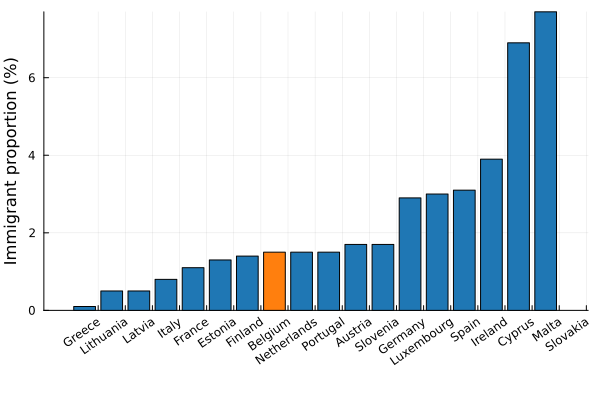 Immigrant proportion (%)
6
4
2
0
Greece
Lithuania
Latvia
Italy
France
Estonia
Finland
Belgium
Netherlands
Portugal
Austria
Slovenia
Germany
Luxembourg
Spain
Ireland
Cyprus
Malta
Slovakia